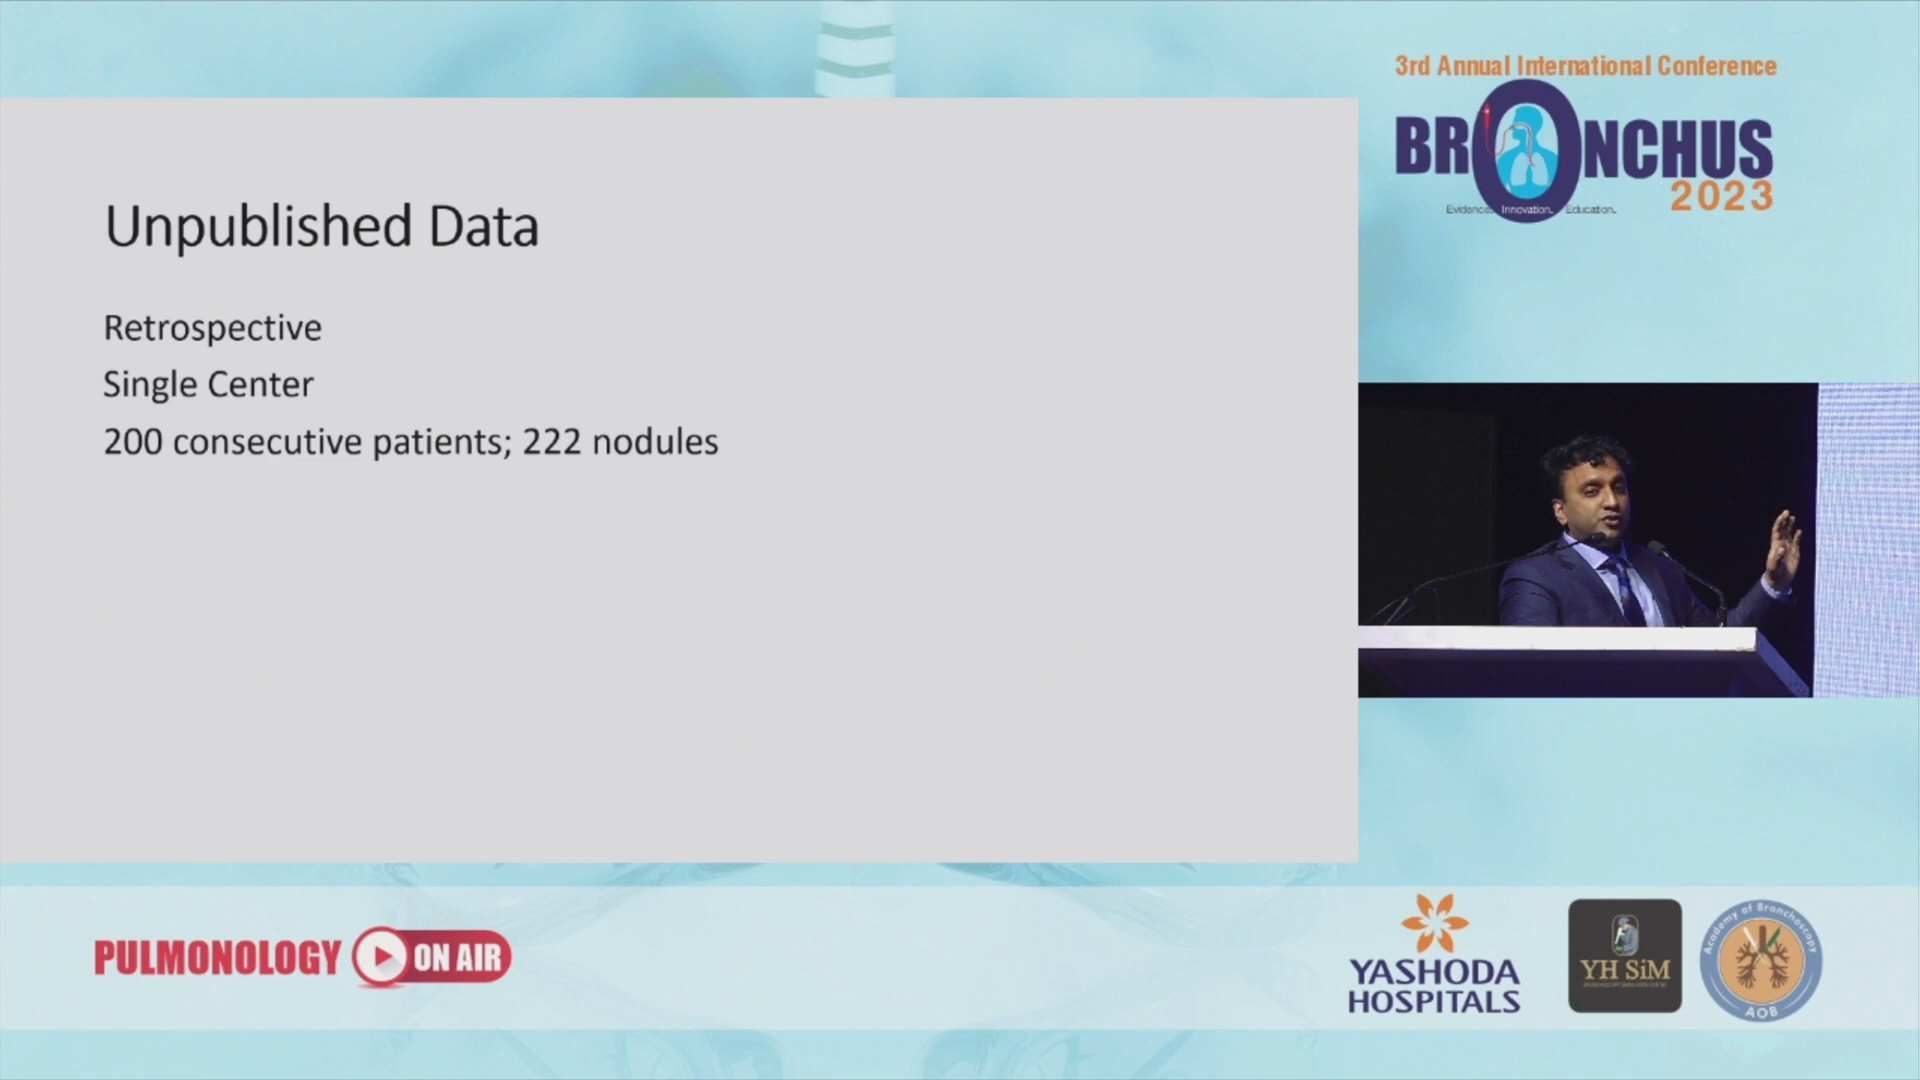 3rd Annual International Conference
BRONCHUS
2023
Evidence. Innovation. Education.
Unpublished Data
Retrospective
Single Center
200 consecutive patients; 222 nodules
PULMONOLOGY ON AIR
YASHODA
HOSPITALS
YH SiM
Academy of Bronchoscopy
AOB